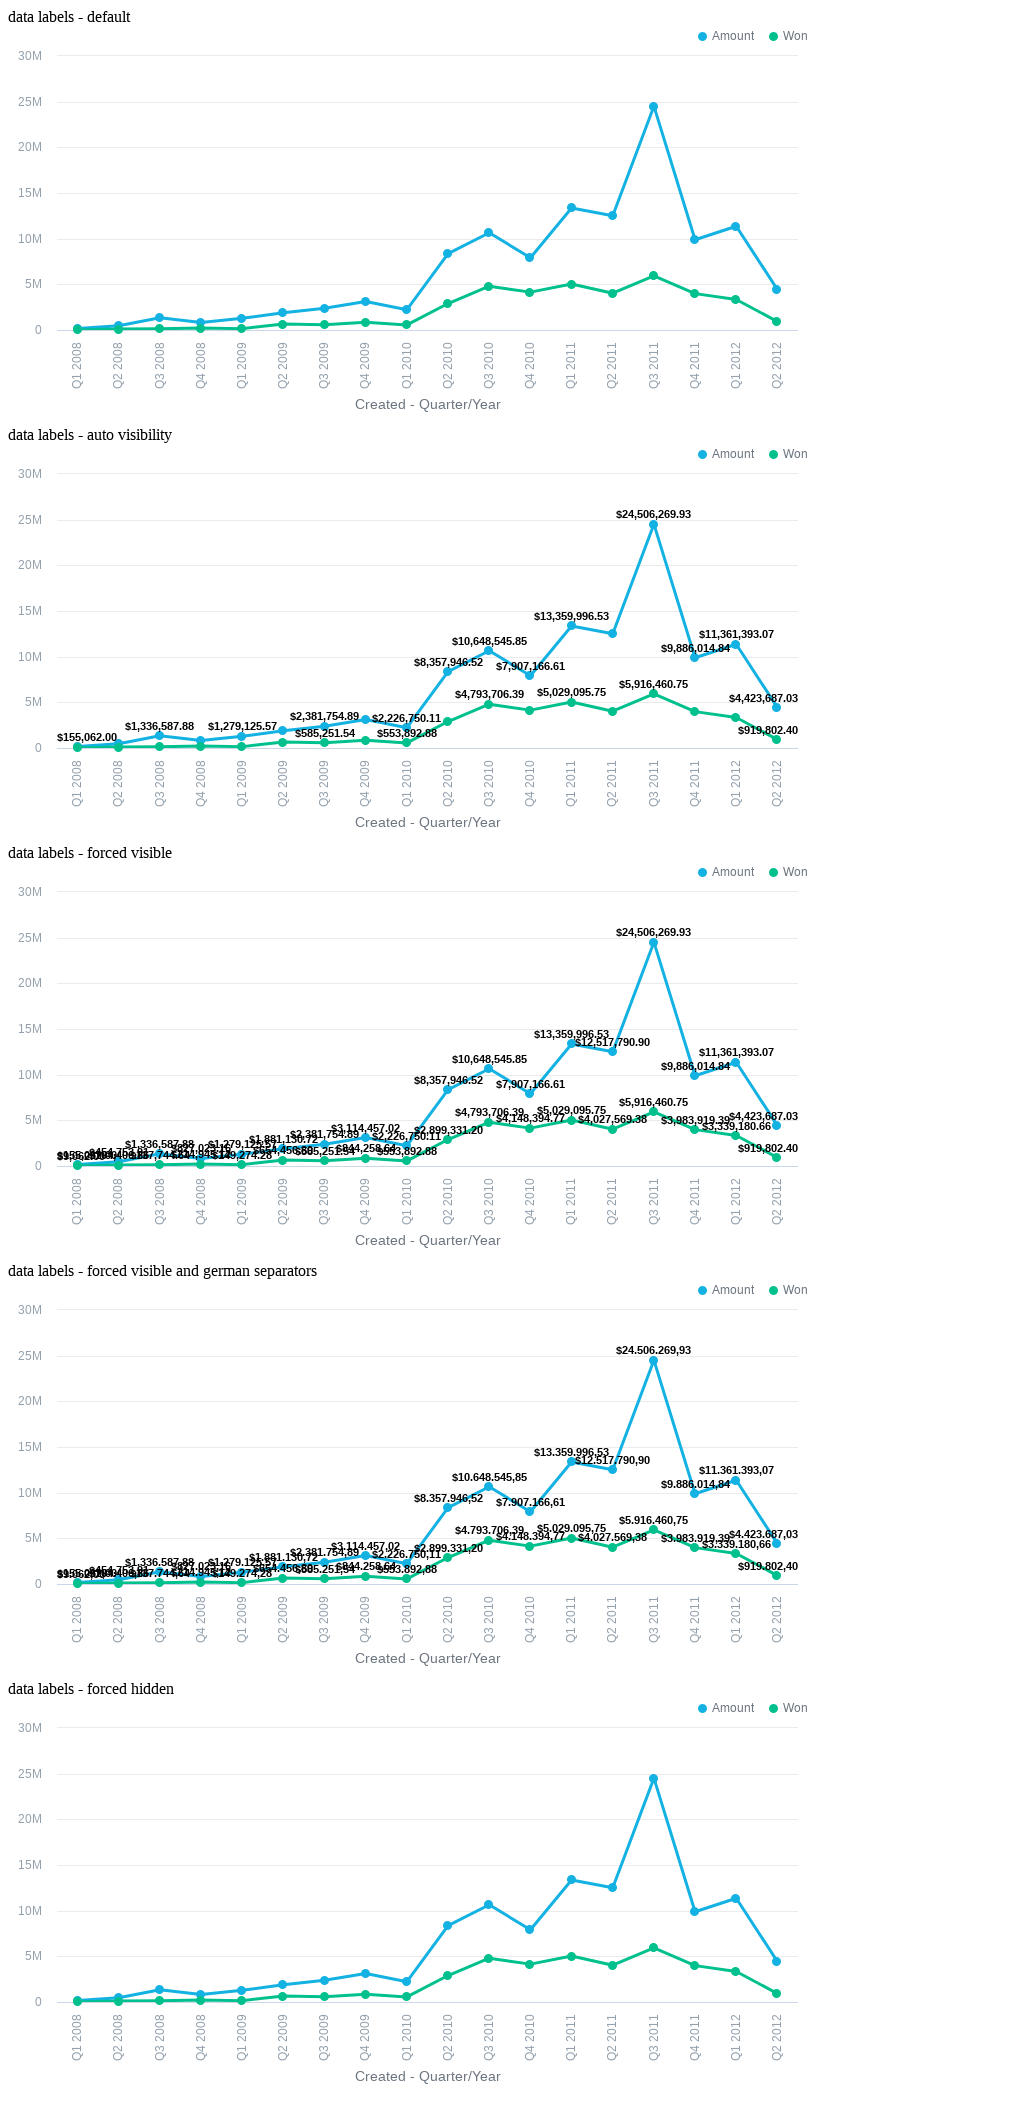 data labels - default
Amount Won
30M
25M
20M
15M
10M
5M
0
Q1 2008 Q2 2008 Q3 2008 Q4 2008 Q1 2009 Q2 2009 Q3 2009 Q4 2009 Q1 2010 Q2 2010 Q3 2010 Q4 2010 Q1 2011 Q2 2011 Q3 2011 Q4 2011 Q1 2012 Q2 2012
Created - Quarter/Year
data labels - auto visibility
Amount Won
30M
25M
$24,506,269.93
20M
15M
$13,359,996.53
$11,361,393.07
$10,648,545.85
$9,886,014.84
10M
$8,357,946.52 $7,907,166.61
$5,916,460.75
$4,793,706.39 $5,029,095.75
$4,423,687.03
5M
$2,381,754.89 $2,226,750.11
$1,336,587.88 $1,279,125.57
$919,802.40
$155,062.00 $585,251.54 $553,892.88
0
Q1 2008 Q2 2008 Q3 2008 Q4 2008 Q1 2009 Q2 2009 Q3 2009 Q4 2009 Q1 2010 Q2 2010 Q3 2010 Q4 2010 Q1 2011 Q2 2011 Q3 2011 Q4 2011 Q1 2012 Q2 2012
Created - Quarter/Year
data labels - forced visible
Amount Won
30M
$24,506,269.93
25M
20M
15M
$13,359,996.53
$12,517,790.90
$11,361,393.07
$10,648,545.85
$9,886,014.84
10M
$8,357,946.52 $7,907,166.61
$5,916,460.75
$4,793,706.39 $5,029,095.75
$4,148,394.77 $4,027,569.38 $3,983,919.39 $4,423,687.03
5M
$3,339,180.66
$3,114,457.02 $2,899,331.20
$2,381,754.89 $2,226,750.11
$1,881,130.72
$1,336,587.88 $1,279,125.57
$919,802.40
$553,892.88
$149,274.28
0
Q1 2008 Q2 2008 Q3 2008 Q4 2008 Q1 2009 Q2 2009 Q3 2009 Q4 2009 Q1 2010 Q2 2010 Q3 2010 Q4 2010 Q1 2011 Q2 2011 Q3 2011 Q4 2011 Q1 2012 Q2 2012
Created - Quarter/Year
data labels - forced visible and german separators
Amount Won
30M
$24.506.269,93
25M
20M
15M
$13.359.996,53
$12.517.790,90
$11.361.393,07
$10.648.545,85
$9.886.014,84
10M
$8.357.946,52 $7.907.166,61
$5.916.460,75
$4.793.706,39 $5.029.095,75
$4.148.394,77 $4.027.569,38 $3.983.919,39 $4.423.687,03
5M
$3.339.180,66
$3.114.457,02 $2.899.331,20
$2.381.754,89 $2.226.750,11
$1.881.130,72
$1.336.587,88 $1.279.125,57
$919.802,40
$553.892,88
$149.274,28
0
Q1 2008 Q2 2008 Q3 2008 Q4 2008 Q1 2009 Q2 2009 Q3 2009 Q4 2009 Q1 2010 Q2 2010 Q3 2010 Q4 2010 Q1 2011 Q2 2011 Q3 2011 Q4 2011 Q1 2012 Q2 2012
Created - Quarter/Year
data labels - forced hidden
Amount Won
30M
25M
20M
15M
10M
5M
0
Q1 2008 Q2 2008 Q3 2008 Q4 2008 Q1 2009 Q2 2009 Q3 2009 Q4 2009 Q1 2010 Q2 2010 Q3 2010 Q4 2010 Q1 2011 Q2 2011 Q3 2011 Q4 2011 Q1 2012 Q2 2012
Created - Quarter/Year